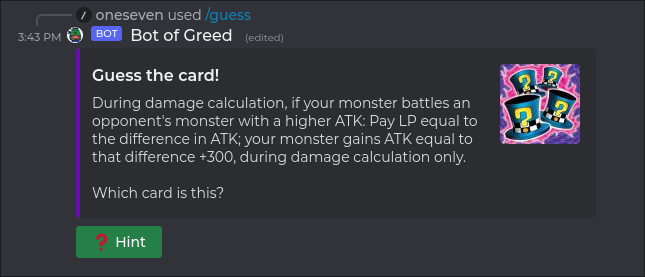 / oneseven used /guess
3:43 PM BOT Bot of Greed (edited)
Guess the card!
During damage calculation, if your monster battles an
opponent's monster with a higher ATK: Pay LP equal to
the difference in ATK; your monster gains ATK equal to
that difference +300, during damage calculation only.
Which card is this?
? ? ? ?
❓ Hint